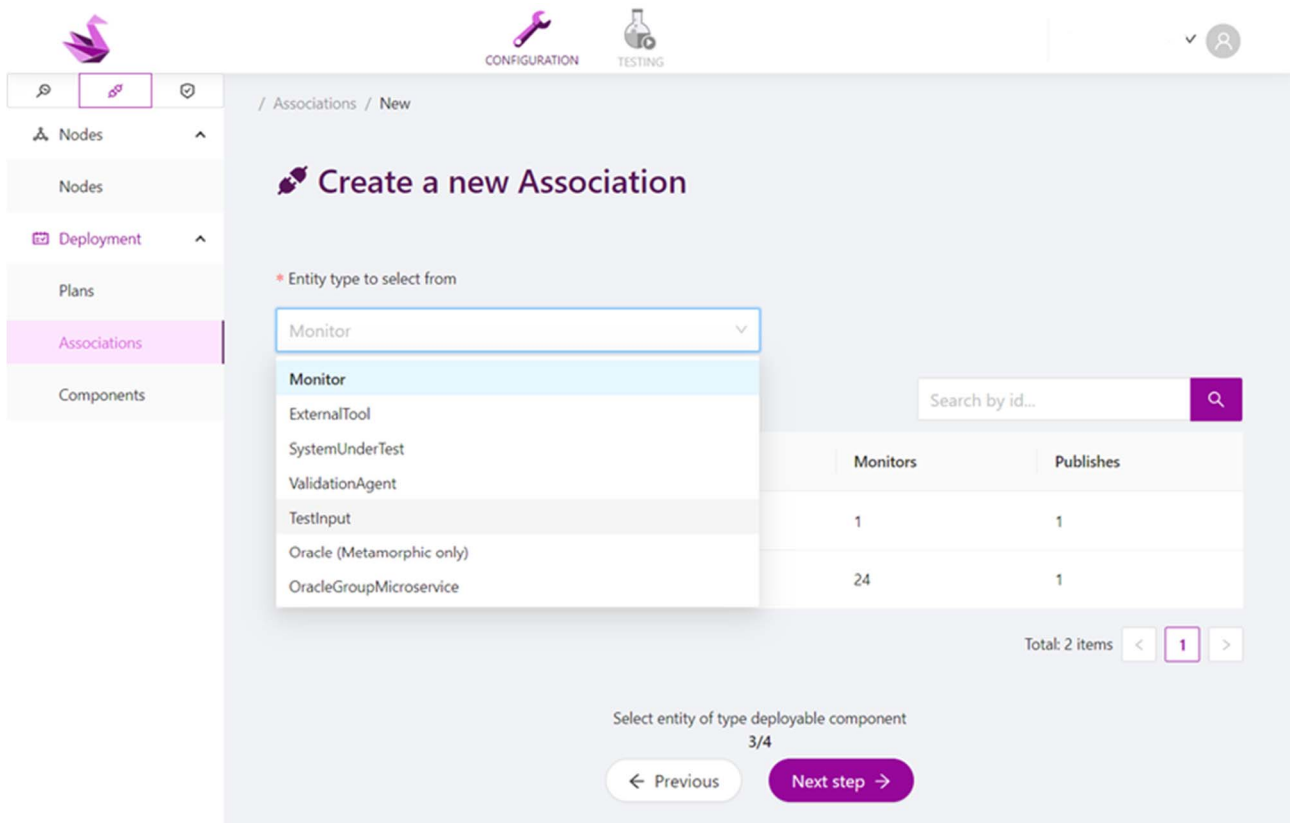 CONFIGURATION
TESTING
/ Associations / New
Nodes
Nodes
Deployment
Plans
Associations
Components
Create a new Association
* Entity type to select from
Monitor
Monitor
ExternalTool
SystemUnderTest
ValidationAgent
TestInput
Oracle (Metamorphic only)
OracleGroupMicroservice
Search by id...
Monitors Publishes
1 1
24 1
Total: 2 items < 1 >
Select entity of type deployable component
3/4
← Previous Next step →